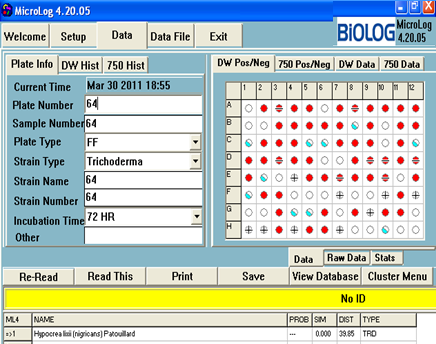 MicroLog 4.20.05
Welcome Setup Data Data File Exit
BiOLOG MicroLog 4.20.05
Plate Info DW Hist 750 Hist
Current Time Mar 30 2011 18:55
Plate Number 64
Sample Number 64
Plate Type FF
Strain Type Trichoderma
Strain Name 64
Strain Number 64
Incubation Time 72 HR
Other
DW Pos/Neg 750 Pos/Neg DW Data 750 Data
1 2 3 4 5 6 7 8 9 10 11 12
A
B
C
D
E
F
G
H
Data Raw Data Stats
Re-Read Read This Print Save View Database Cluster Menu
No ID
ML4 NAME PROB SIM DIST TYPE
=>1 Hypocrea lixii (nigricans) Patouillard --- 0.000 39.85 TRD